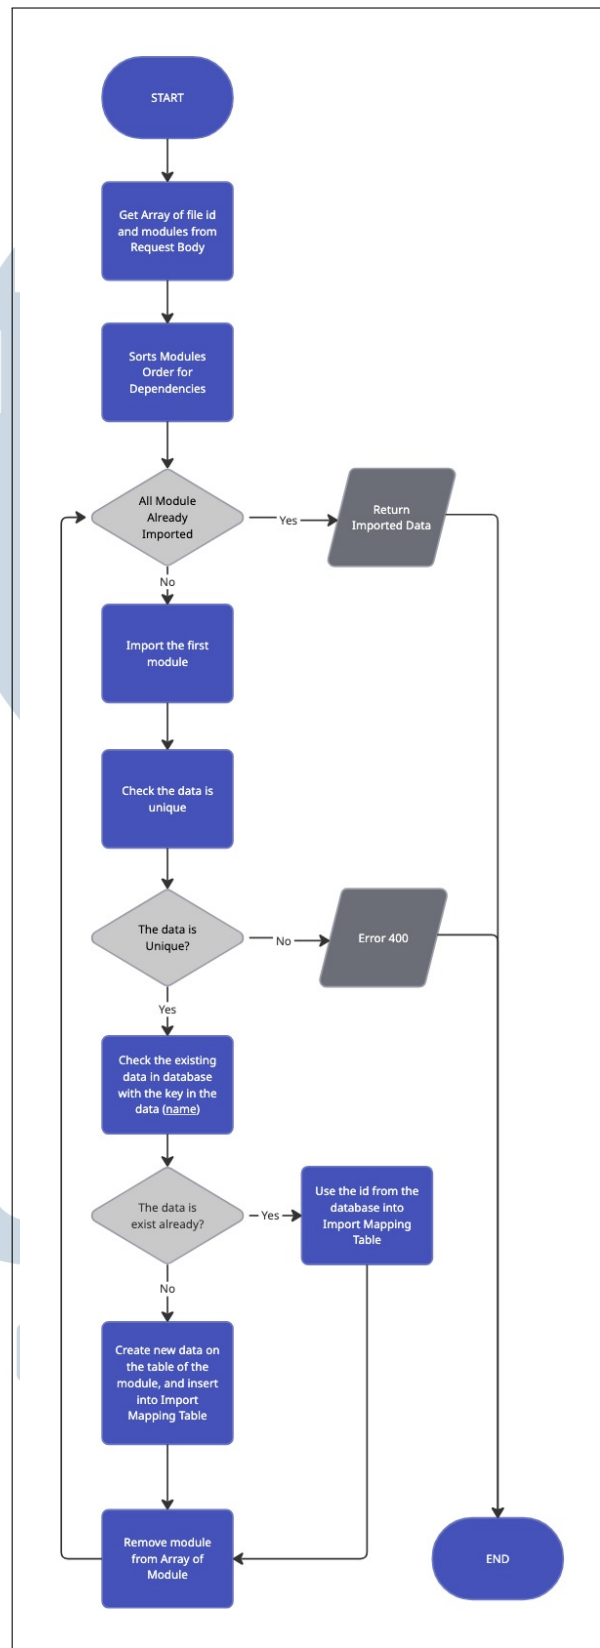 START
Get Array of file id
and modules from
Request Body
Sorts Modules
Order for
Dependencies
All Module
Already
Imported
Yes
Return
Imported Data
No
Import the first
module
Check the data is
unique
The data is
Unique?
No
Error 400
Yes
Check the existing
data in database
with the key in the
data (name)
The data is
exist already?
Yes
Use the id from the
database into
Import Mapping
Table
No
Create new data on
the table of the
module, and insert
into Import
Mapping Table
Remove module
from Array of
Module
END